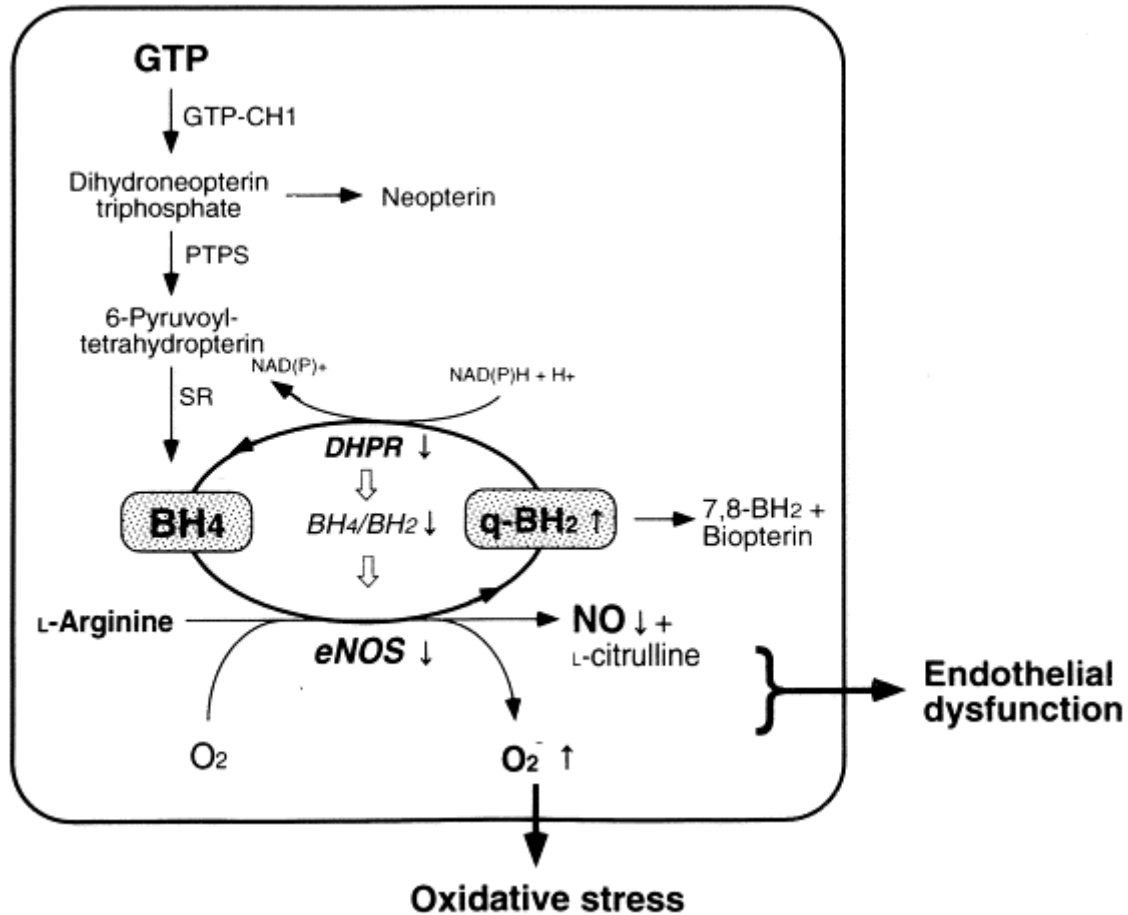 GTP
GTP-CH1
Dihydroneopterin
triphosphate
Neopterin
PTPS
6-Pyruvoyl-
tetrahydropterin
NAD(P)+
NAD(P)H + H+
SR
DHPR ↓
BH4
BH4/BH2 ↓
q-BH2 ↑
7,8-BH2 +
Biopterin
L-Arginine
NO ↓ +
eNOS ↓
L-citrulline
Endothelial
dysfunction
O2
O2⁻ ↑
Oxidative stress